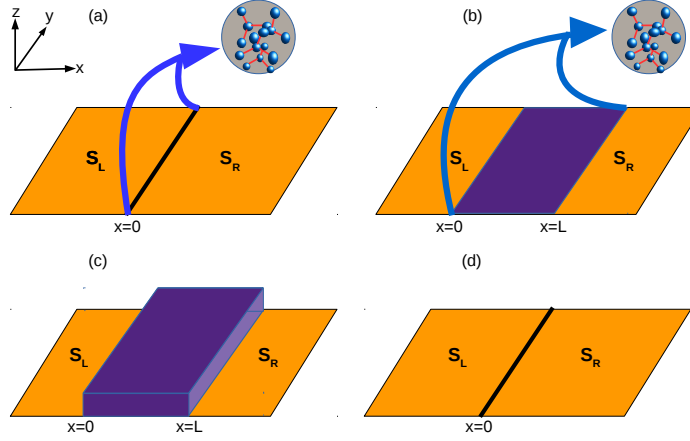 z
y
(a)
x
(b)
S_L
S_R
x=0
S_L
S_R
x=0
x=L
(c)
(d)
S_L
S_R
x=0
x=L
S_L
S_R
x=0